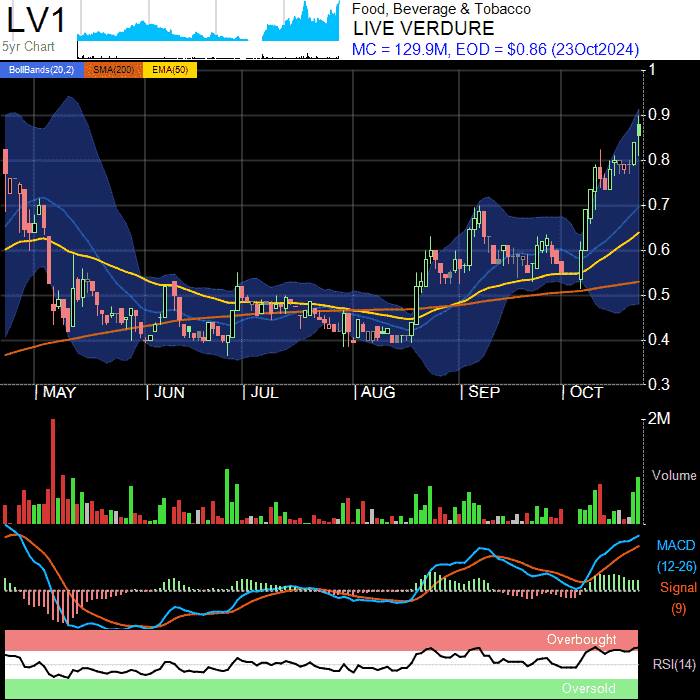 LV1
5yr Chart
Food, Beverage & Tobacco
LIVE VERDURE
MC = 129.9M, EOD = $0.86 (23Oct2024)
BollBands(20,2) SMA(200) EMA(50)
1
0.9
0.8
0.7
0.6
0.5
0.4
0.3
MAY JUN JUL AUG SEP OCT
2M
Volume
MACD
(12-26)
Signal
(9)
Overbought
RSI(14)
Oversold